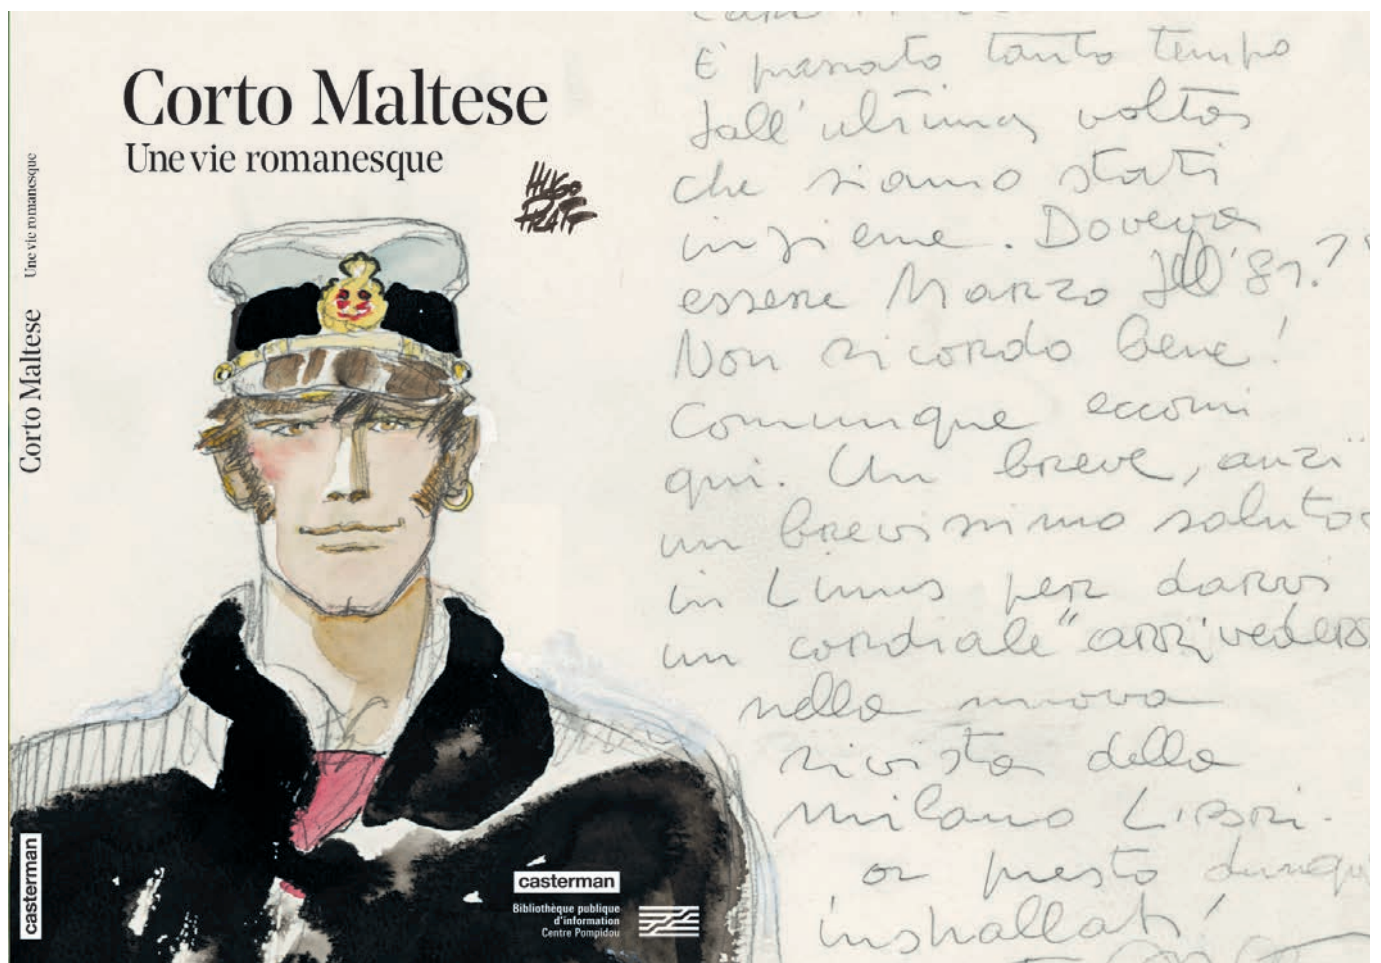 Corto Maltese
Une vie romanesque
HUGO
PRATT
Corto Maltese Une vie romanesque
casterman
casterman
Bibliothèque publique
d'information
Centre Pompidou
È passato tanto tempo
dall'ultima volta
che siamo stati
insieme. Doveva
essere Marzo dell'81.?
Non ricordo bene!
Comunque eccomi
qui. Un breve, anzi
un brevissimo saluto
in Linus per darvi
un cordiale "arrivederci
nella nuova
rivista della
Milano Libri.
a presto dunque
inshallah!